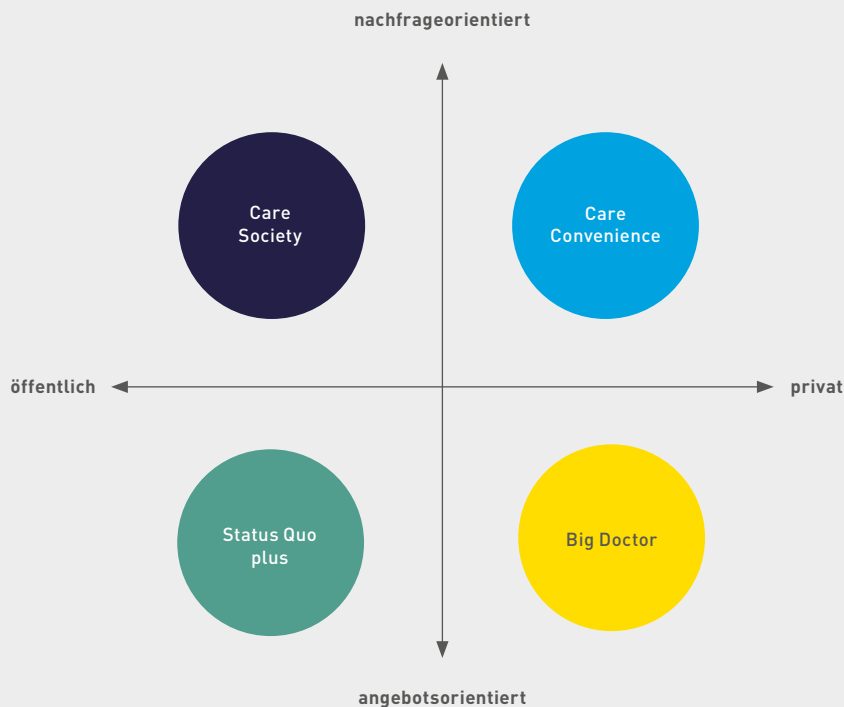 nachfrageorientiert
Care
Society
Care
Convenience
öffentlich
privat
Status Quo
plus
Big Doctor
angebotsorientiert